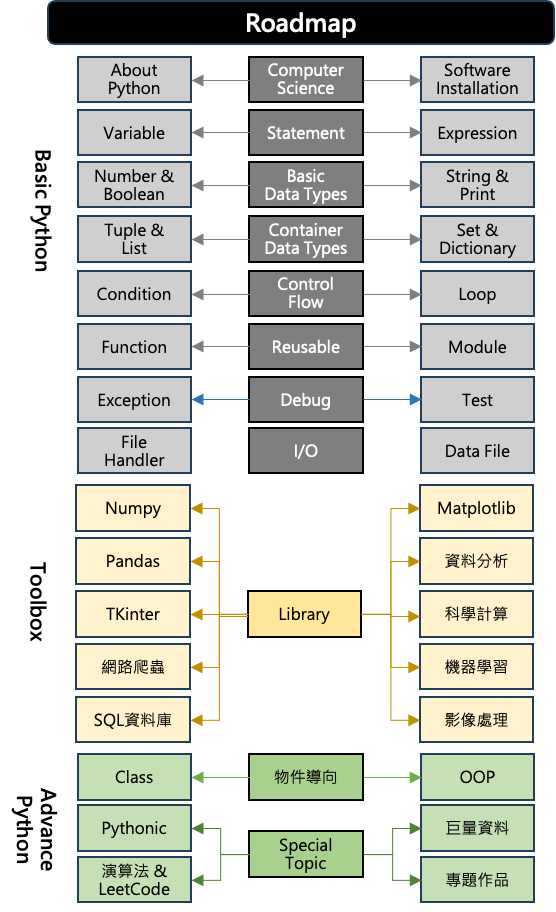 Roadmap
Basic Python
About
Python
Computer
Science
Software
Installation
Variable
Statement
Expression
Number &
Boolean
Basic
Data Types
String &
Print
Tuple &
List
Container
Data Types
Set &
Dictionary
Condition
Control
Flow
Loop
Function
Reusable
Module
Exception
Debug
Test
File
Handler
I/O
Data File
Toolbox
Numpy
Pandas
TKinter
網路爬蟲
SQL資料庫
Library
Matplotlib
資料分析
科學計算
機器學習
影像處理
Advance
Python
Class
物件導向
OOP
Pythonic
演算法 &
LeetCode
Special
Topic
巨量資料
專題作品